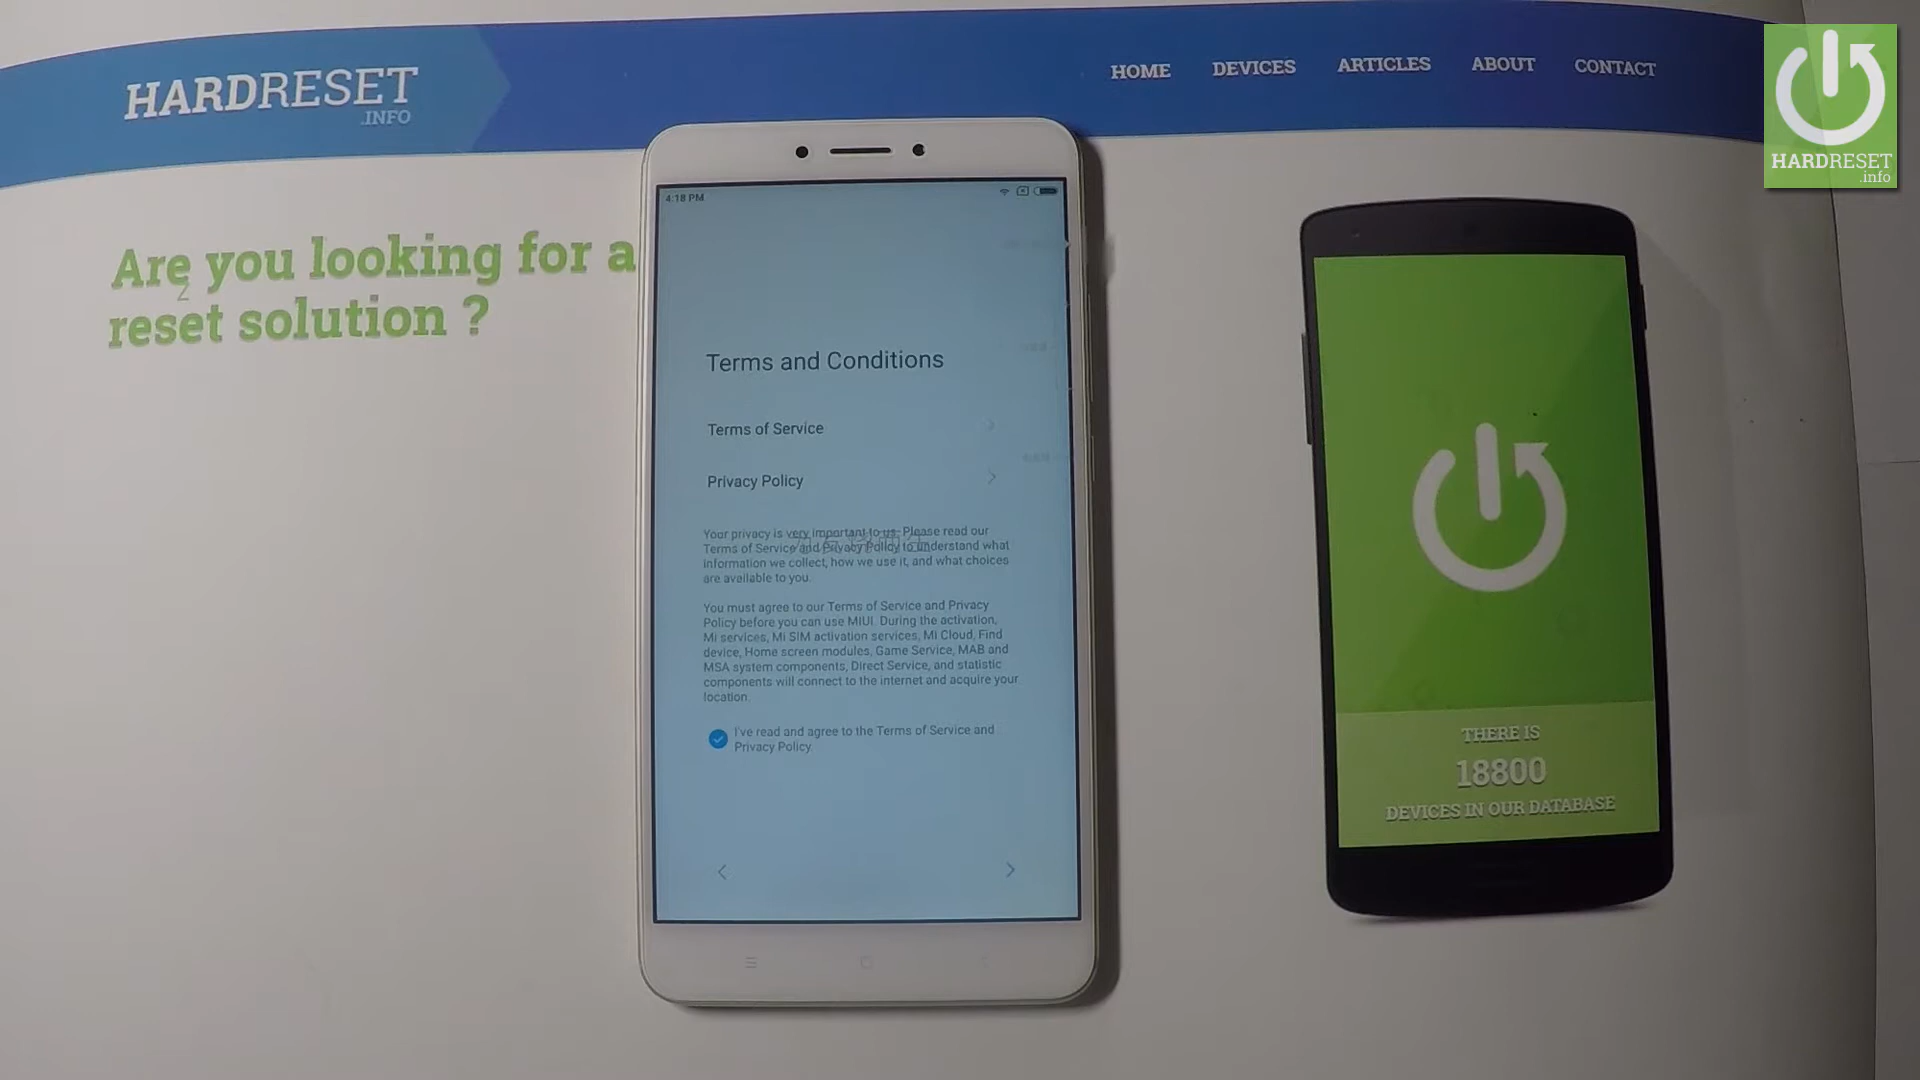 HARDRESET
.INFO
HOME DEVICES ARTICLES ABOUT CONTACT
HARDRESET
.info
Are you looking for a
reset solution ?
4:18 PM
Terms and Conditions
Terms of Service
Privacy Policy
Your privacy is very important to us. Please read our
Terms of Service and Privacy Policy to understand what
information we collect, how we use it, and what choices
are available to you.
You must agree to our Terms of Service and Privacy
Policy before you can use MIUI. During the activation,
Mi services, Mi SIM activation services, Mi Cloud, Find
device, Home screen modules, Game Service, MAB and
MSA system components, Direct Service, and statistic
components will connect to the internet and acquire your
location.
I've read and agree to the Terms of Service and
Privacy Policy
THERE IS
18800
DEVICES IN OUR DATABASE